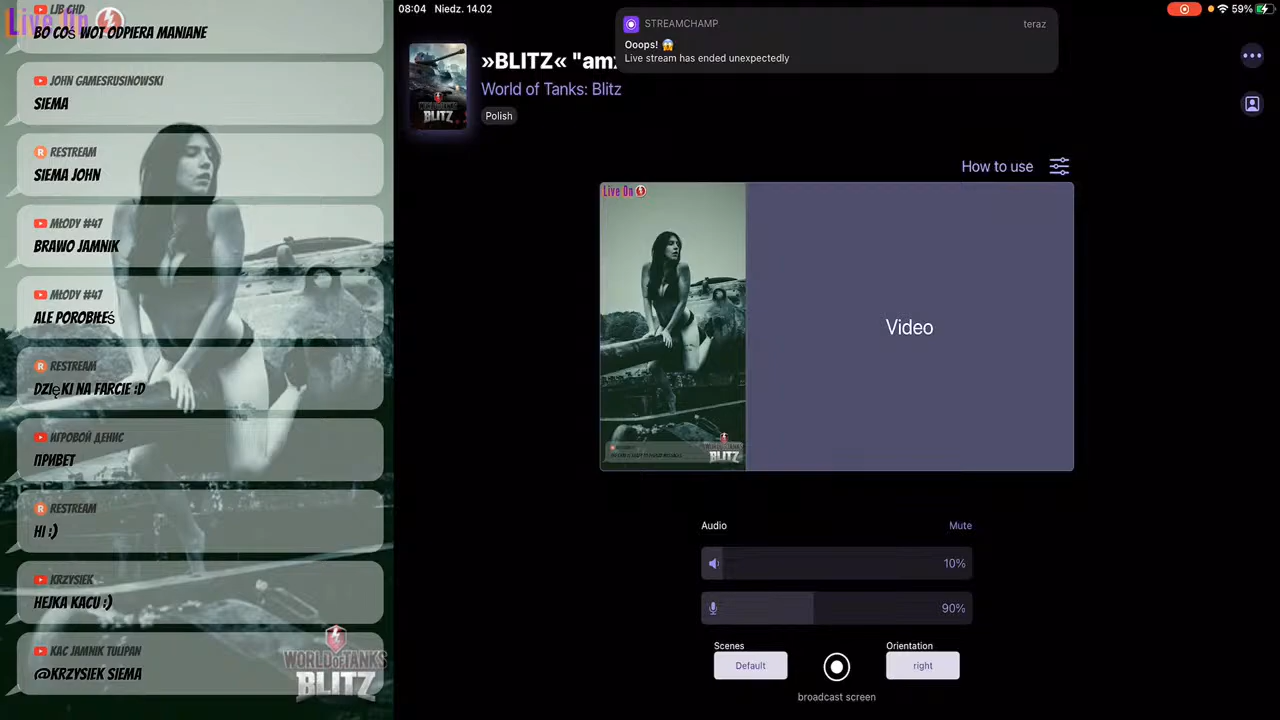 Live On
LJB GHD
BO COŚ WOT ODPIERA MANIANE
JOHN GAMESRUSINOWSKI
SIEMA
RESTREAM
SIEMA JOHN
MŁODY #47
BRAWO JAMNIK
MŁODY #47
ALE POROBIŁEŚ
RESTREAM
DZIĘKI NA FARCIE :D
ИГРОВОЙ ДЕНИС
ПРИВЕТ
RESTREAM
HI :)
KRZYSIEK
HEJKA KACU :)
KAC JAMNIK TULIPAN
@KRZYSIEK SIEMA
WORLD OF TANKS
BLITZ
08:04 Niedz. 14.02
59%
STREAMCHAMP
teraz
Ooops! 😱
Live stream has ended unexpectedly
»BLITZ« "am
World of Tanks: Blitz
Polish
BLITZ
How to use
Live On
Video
BLITZ
Audio
Mute
10%
90%
Scenes
Default
Orientation
right
broadcast screen